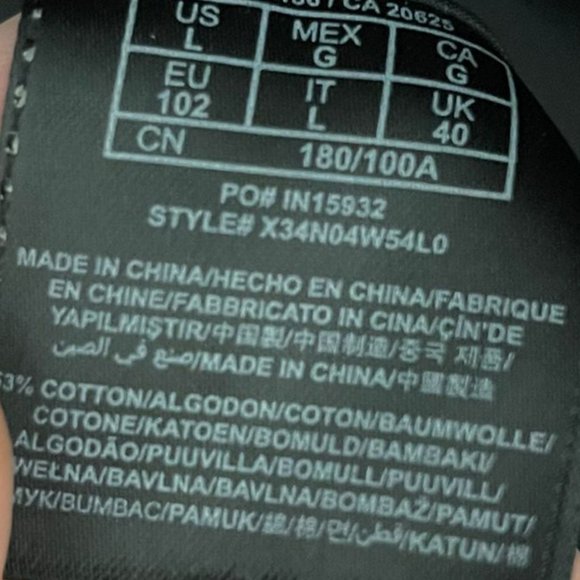 CA 20625
US MEX CA
L G G
EU IT UK
102 L 40
CN 180/100A
PO# IN15932
STYLE# X34N04W54L0
MADE IN CHINA/HECHO EN CHINA/FABRIQUE
EN CHINE/FABBRICATO IN CINA/ÇİN'DE
YAPILMIŞTIR/中国製/中国制造/중국 제품/
صنع في الصين/MADE IN CHINA/中國製造
53% COTTON/ALGODON/COTON/BAUMWOLLE/
COTONE/KATOEN/BOMULD/BAMBAKI/
ALGODÃO/PUUVILLA/BOMULL/PUUVILL/
WEŁNA/BAVLNA/BAVLNA/BOMBAŽ/PAMUT/
МУК/BUMBAC/PAMUK/綿/棉/면/قطن/KATUN/棉